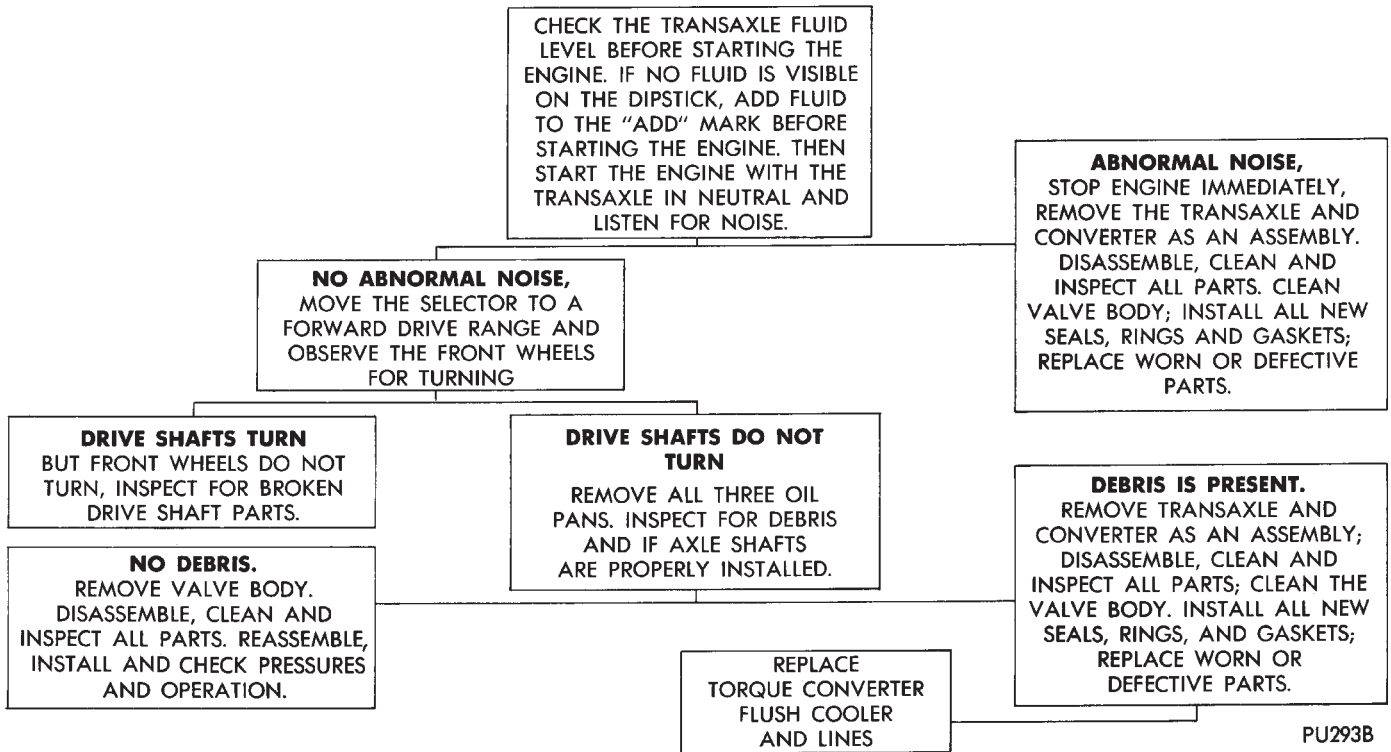 CHECK THE TRANSAXLE FLUID
LEVEL BEFORE STARTING THE
ENGINE. IF NO FLUID IS VISIBLE
ON THE DIPSTICK, ADD FLUID
TO THE "ADD" MARK BEFORE
STARTING THE ENGINE. THEN
START THE ENGINE WITH THE
TRANSAXLE IN NEUTRAL AND
LISTEN FOR NOISE.
ABNORMAL NOISE,
STOP ENGINE IMMEDIATELY,
REMOVE THE TRANSAXLE AND
CONVERTER AS AN ASSEMBLY.
DISASSEMBLE, CLEAN AND
INSPECT ALL PARTS. CLEAN
VALVE BODY; INSTALL ALL NEW
SEALS, RINGS AND GASKETS;
REPLACE WORN OR DEFECTIVE
PARTS.
NO ABNORMAL NOISE,
MOVE THE SELECTOR TO A
FORWARD DRIVE RANGE AND
OBSERVE THE FRONT WHEELS
FOR TURNING
DRIVE SHAFTS TURN
BUT FRONT WHEELS DO NOT
TURN, INSPECT FOR BROKEN
DRIVE SHAFT PARTS.
DRIVE SHAFTS DO NOT
TURN
REMOVE ALL THREE OIL
PANS. INSPECT FOR DEBRIS
AND IF AXLE SHAFTS
ARE PROPERLY INSTALLED.
NO DEBRIS.
REMOVE VALVE BODY.
DISASSEMBLE, CLEAN AND
INSPECT ALL PARTS. REASSEMBLE,
INSTALL AND CHECK PRESSURES
AND OPERATION.
DEBRIS IS PRESENT.
REMOVE TRANSAXLE AND
CONVERTER AS AN ASSEMBLY;
DISASSEMBLE, CLEAN AND
INSPECT ALL PARTS; CLEAN THE
VALVE BODY. INSTALL ALL NEW
SEALS, RINGS, AND GASKETS;
REPLACE WORN OR
DEFECTIVE PARTS.
REPLACE
TORQUE CONVERTER
FLUSH COOLER
AND LINES
PU293B